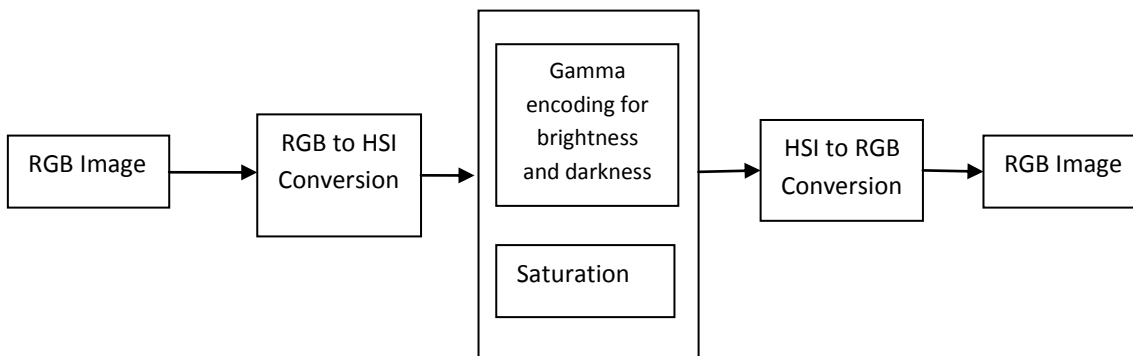 RGB Image
RGB to HSI
Conversion
Gamma
encoding for
brightness
and darkness
Saturation
HSI to RGB
Conversion
RGB Image